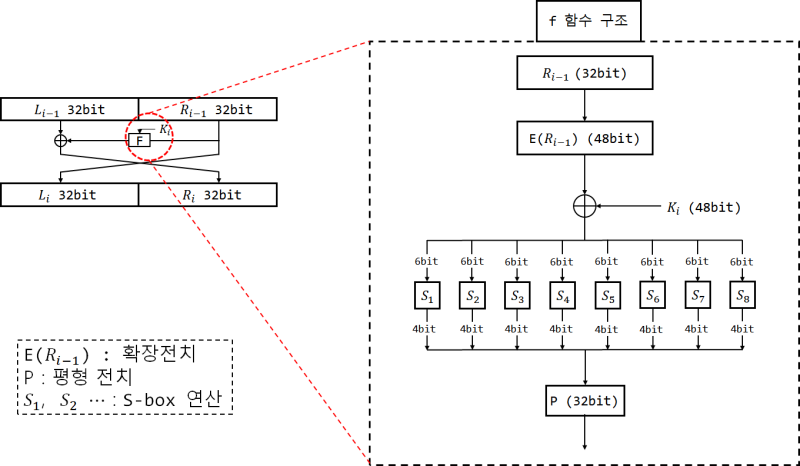 f 함수 구조
L_{i-1} 32bit
R_{i-1} 32bit
K_i
F
L_i 32bit
R_i 32bit
E(R_{i-1}) : 확장전치
P : 평형 전치
S_1, S_2 … : S-box 연산
R_{i-1} (32bit)
E(R_{i-1}) (48bit)
K_i (48bit)
6bit 6bit 6bit 6bit 6bit 6bit 6bit 6bit
S_1 S_2 S_3 S_4 S_5 S_6 S_7 S_8
4bit 4bit 4bit 4bit 4bit 4bit 4bit 4bit
P (32bit)